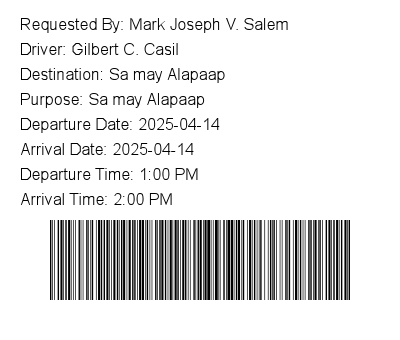 Requested By: Mark Joseph V. Salem
Driver: Gilbert C. Casil
Destination: Sa may Alapaap
Purpose: Sa may Alapaap
Departure Date: 2025-04-14
Arrival Date: 2025-04-14
Departure Time: 1:00 PM
Arrival Time: 2:00 PM